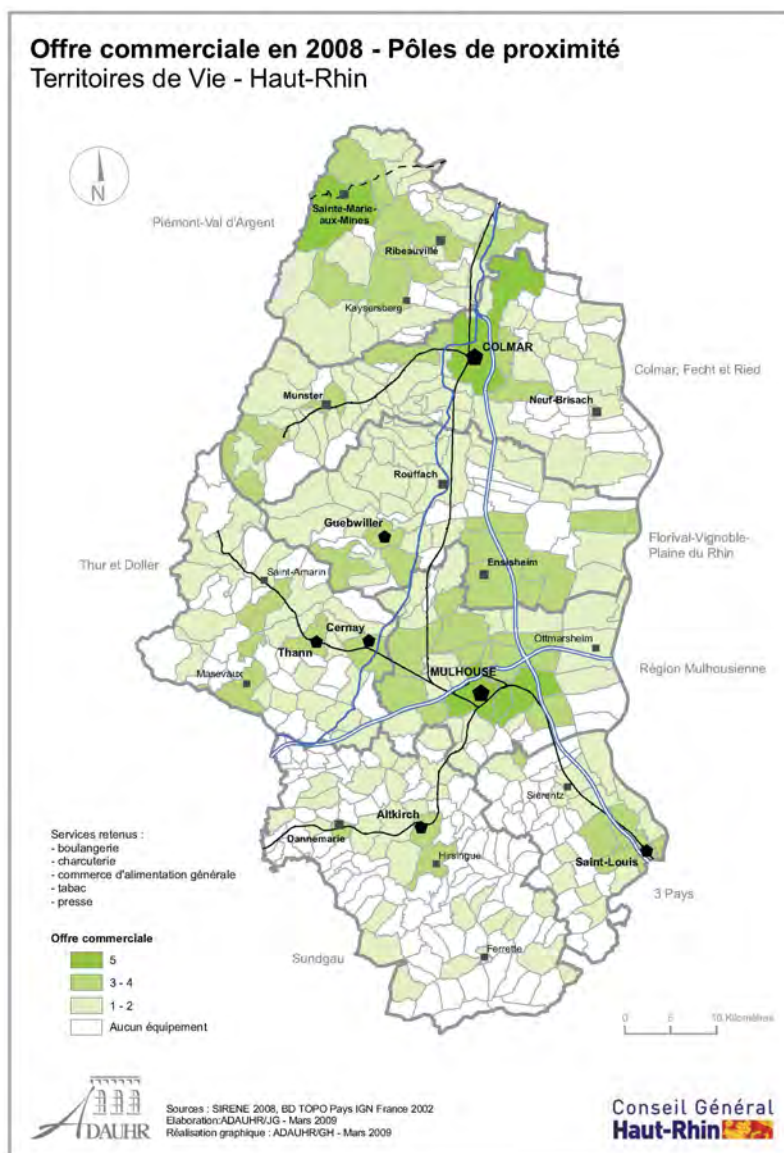 Offre commerciale en 2008 - Pôles de proximité
Territoires de Vie - Haut-Rhin
N
Piémont-Val d'Argent
Sainte-Marie-
aux-Mines
Ribeauvillé
Kaysersberg
COLMAR
Colmar, Fecht et Ried
Munster
Neuf-Brisach
Rouffach
Guebwiller
Florival-Vignoble-
Plaine du Rhin
Thur et Doller
Ensisheim
Saint-Amarin
Cernay
Thann
Ottmarsheim
Masevaux
MULHOUSE
Région Mulhousienne
Sierentz
Altkirch
Dannemarie
Hirsingue
Saint-Louis
3 Pays
Sundgau
Ferrette
Services retenus :
- boulangerie
- charcuterie
- commerce d'alimentation générale
- tabac
- presse
Offre commerciale
5
3 - 4
1 - 2
Aucun équipement
0 5 10 Kilomètres
ADAUHR
Sources : SIRENE 2008, BD TOPO Pays IGN France 2002
Elaboration:ADAUHR/JG - Mars 2009
Réalisation graphique : ADAUHR/GH - Mars 2009
Conseil Général
Haut-Rhin